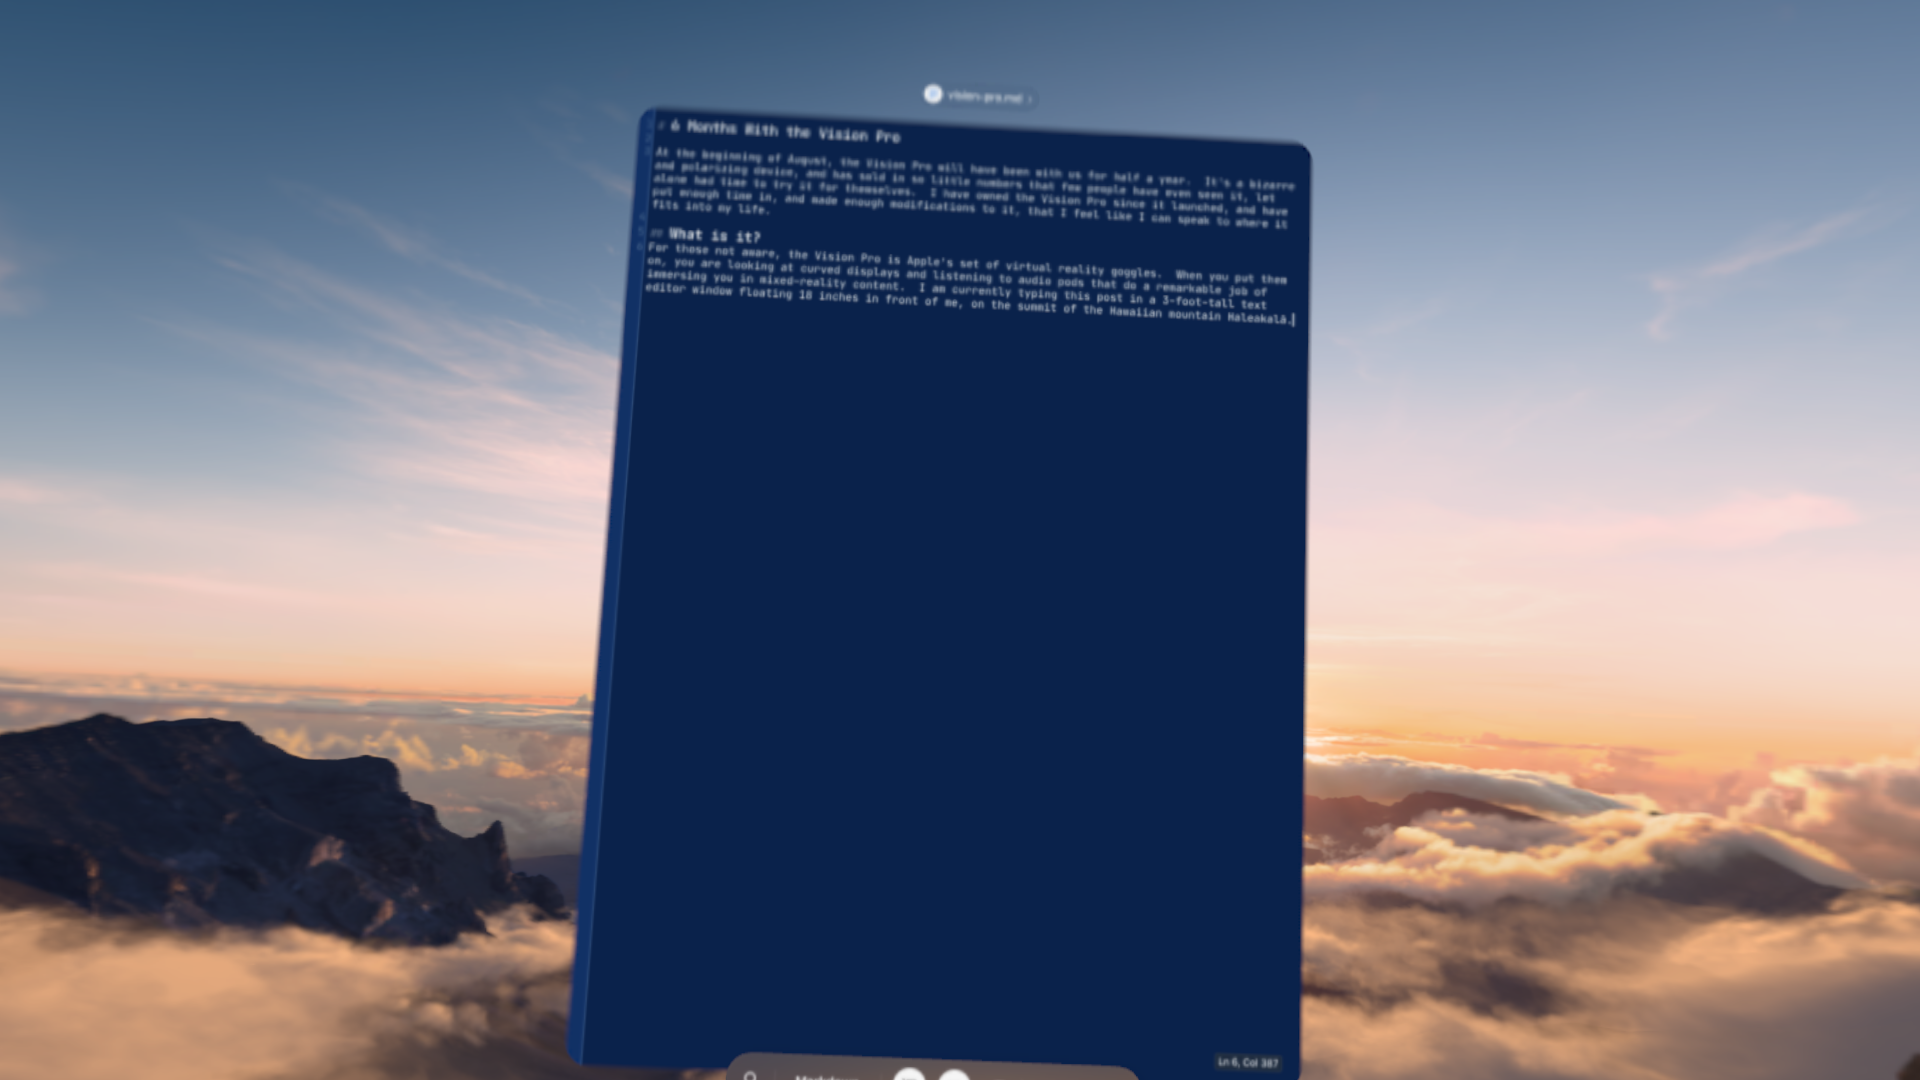 vision-pro.md
# 6 Months With the Vision Pro
At the beginning of August, the Vision Pro will have been with us for half a year. It's a bizarre
and polarizing device, and has sold in so little numbers that few people have even seen it, let
alone had time to try it for themselves. I have owned the Vision Pro since it launched, and have
put enough time in, and made enough modifications to it, that I feel like I can speak to where it
fits into my life.
## What is it?
For those not aware, the Vision Pro is Apple's set of virtual reality goggles. When you put them
on, you are looking at curved displays and listening to audio pods that do a remarkable job of
immersing you in mixed-reality content. I am currently typing this post in a 3-foot-tall text
editor window floating 18 inches in front of me, on the summit of the Hawaiian mountain Haleakalā.
Ln 6, Col 387
Markdown